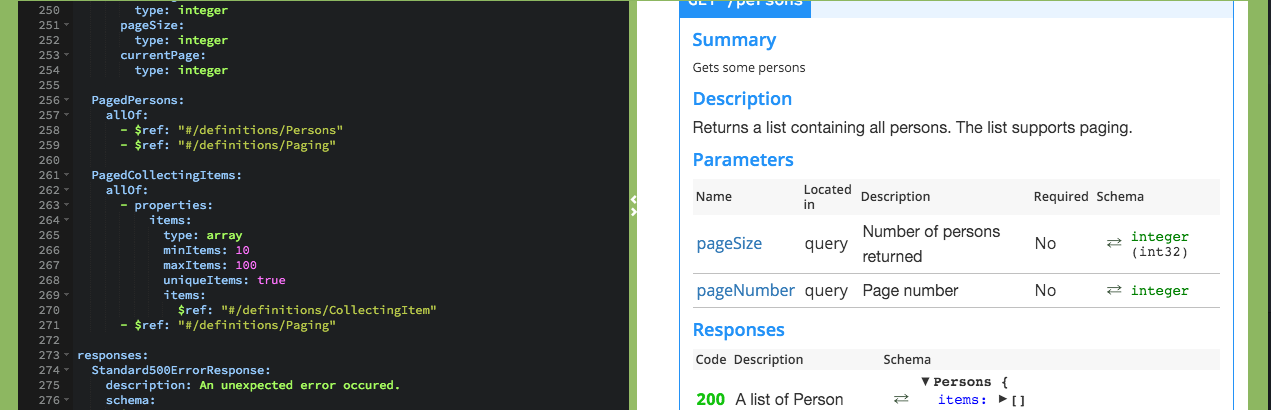 250 type: integer
251 pageSize:
252 type: integer
253 currentPage:
254 type: integer
255
256 PagedPersons:
257 allOf:
258 - $ref: "#/definitions/Persons"
259 - $ref: "#/definitions/Paging"
260
261 PagedCollectingItems:
262 allOf:
263 - properties:
264 items:
265 type: array
266 minItems: 10
267 maxItems: 100
268 uniqueItems: true
269 items:
270 $ref: "#/definitions/CollectingItem"
271 - $ref: "#/definitions/Paging"
272
273 responses:
274 Standard500ErrorResponse:
275 description: An unexpected error occured.
276 schema:
GET /persons
Summary
Gets some persons
Description
Returns a list containing all persons. The list supports paging.
Parameters
Name Located in Description Required Schema
pageSize query Number of persons returned No ⇄ integer (int32)
pageNumber query Page number No ⇄ integer
Responses
Code Description Schema
200 A list of Person ⇄ ▼ Persons {
items: ▶ []